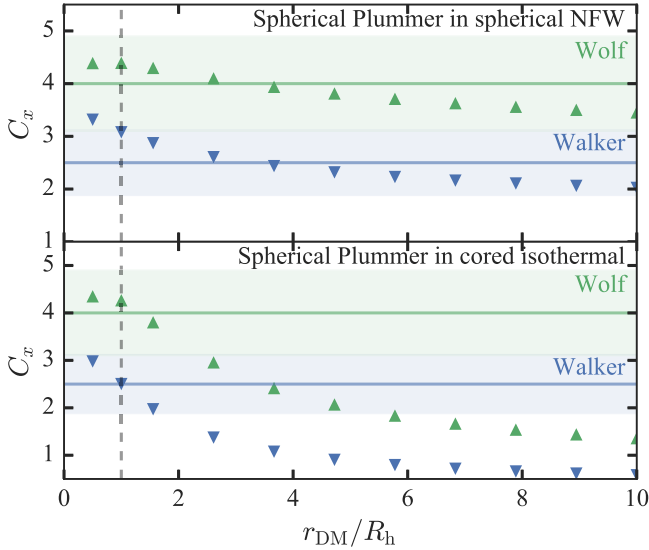 Spherical Plummer in spherical NFW
Wolf
Walker
C_x
5
4
3
2
1
Spherical Plummer in cored isothermal
Wolf
Walker
C_x
5
4
3
2
1
0 2 4 6 8 10
r_DM/R_h